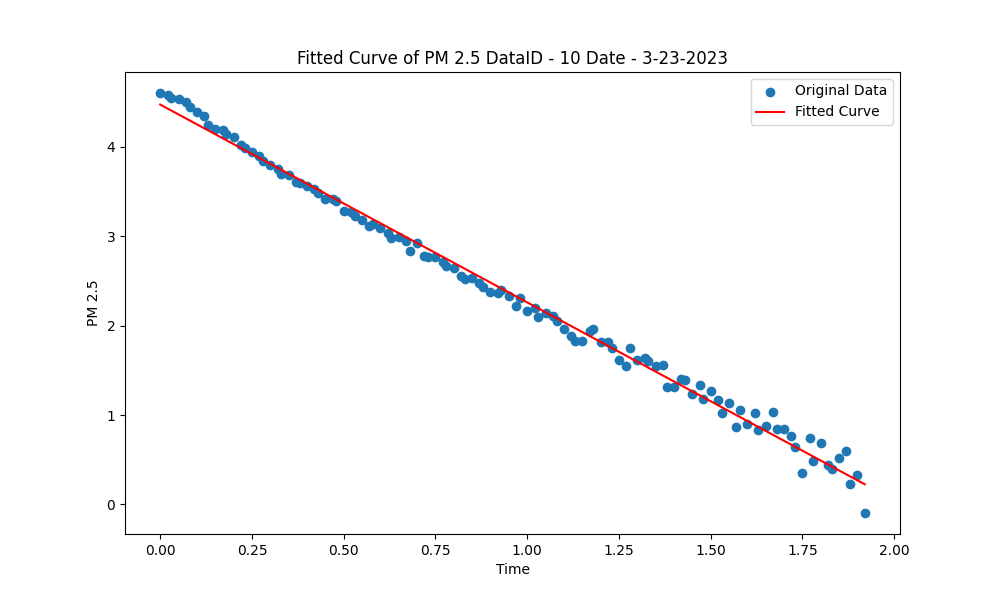 Fitted Curve of PM 2.5 DataID - 10 Date - 3-23-2023
Original Data
Fitted Curve
PM 2.5
4
3
2
1
0
0.00 0.25 0.50 0.75 1.00 1.25 1.50 1.75 2.00
Time